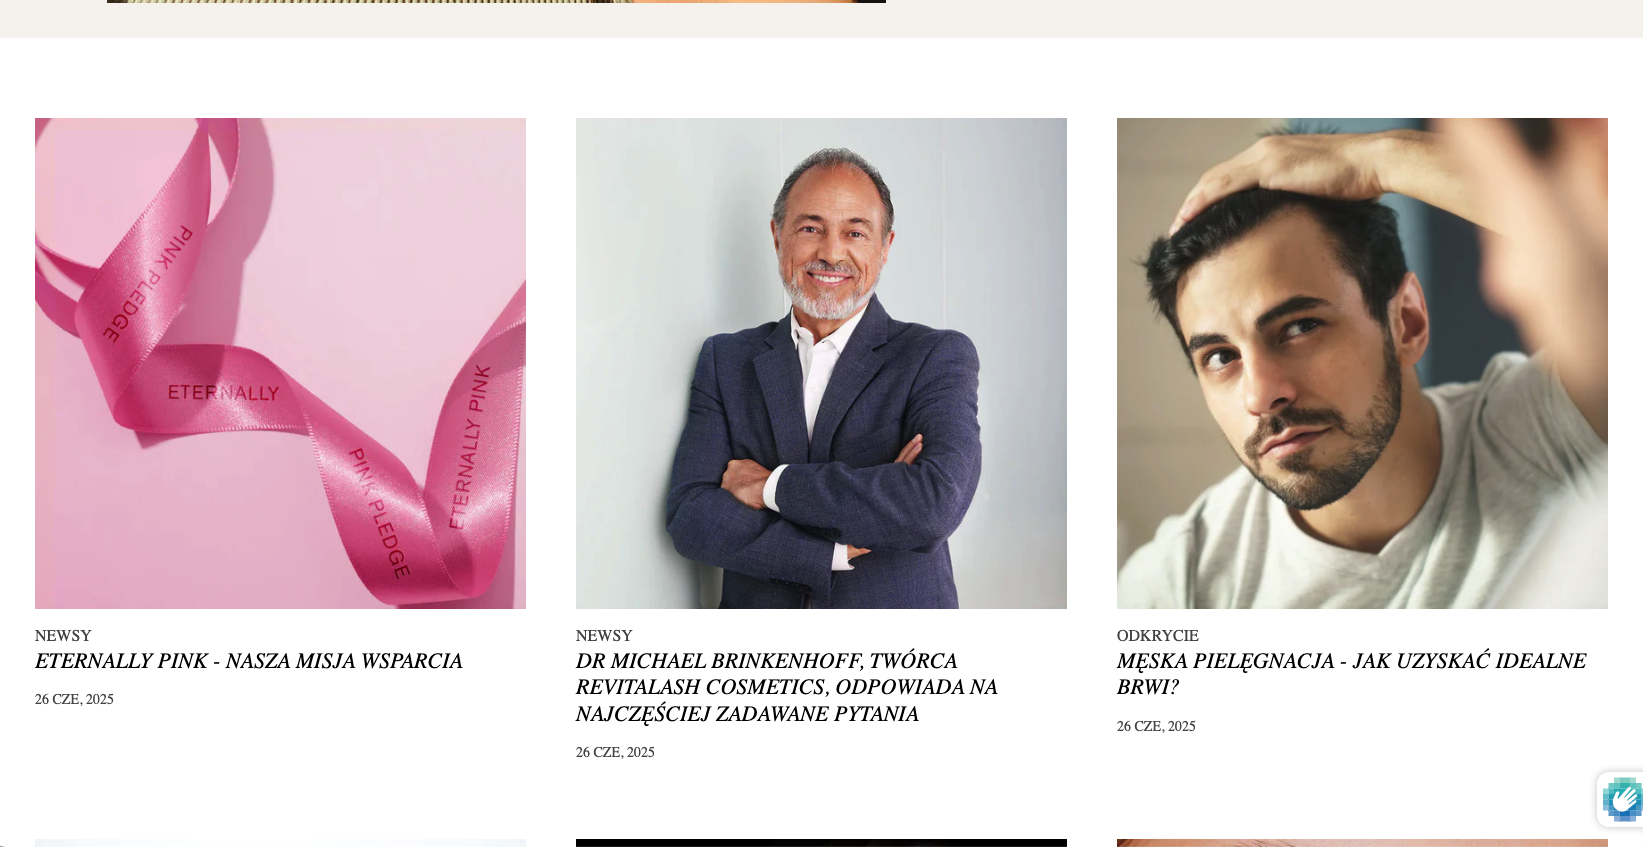 PINK PLEDGE
ETERNALLY
PINK PLEDGE
ETERNALLY PINK
NEWSY
ETERNALLY PINK - NASZA MISJA WSPARCIA
26 CZE, 2025
NEWSY
DR MICHAEL BRINKENHOFF, TWÓRCA
REVITALASH COSMETICS, ODPOWIADA NA
NAJCZĘŚCIEJ ZADAWANE PYTANIA
26 CZE, 2025
ODKRYCIE
MĘSKA PIELĘGNACJA - JAK UZYSKAĆ IDEALNE
BRWI?
26 CZE, 2025